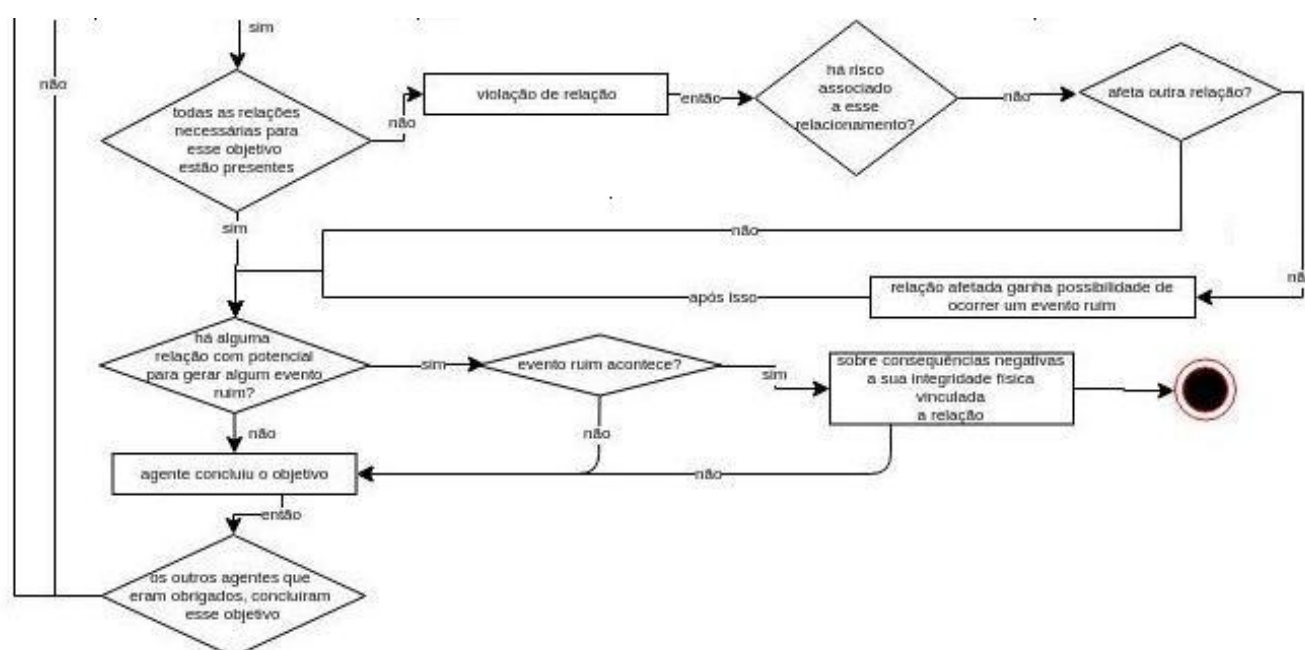 sim
não
todas as relações
necessárias para
esse objetivo
estão presentes
não
violação de relação
então
há risco
associado
a esse
relacionamento?
não
afeta outra relação?
sim
não
relação afetada ganha possibilidade de
ocorrer um evento ruim
após isso
há alguma
relação com potencial
para gerar algum evento
ruim?
sim
evento ruim acontece?
sim
sobre consequências negativas
a sua integridade física
vinculada
a relação
não
não
não
agente concluiu o objetivo
então
os outros agentes que
eram obrigados, concluíram
esse objetivo